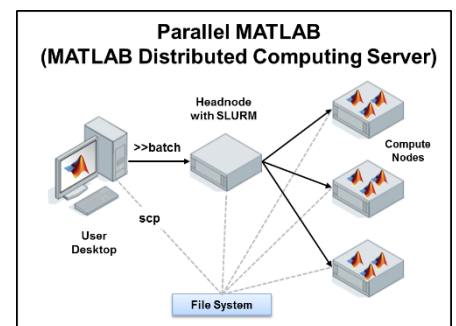 Parallel MATLAB
(MATLAB Distributed Computing Server)
Headnode
with SLURM
>>batch
Compute
Nodes
scp
User
Desktop
File System